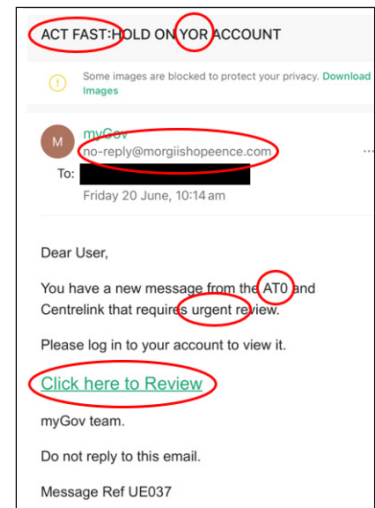 ACT FAST:HOLD ON YOR ACCOUNT
Some images are blocked to protect your privacy. Download
Images
M
myGov
no-reply@morgiishopeence.com
...
To:
Friday 20 June, 10:14 am
Dear User,
You have a new message from the AT0 and
Centrelink that requires urgent review.
Please log in to your account to view it.
Click here to Review
myGov team.
Do not reply to this email.
Message Ref UE037